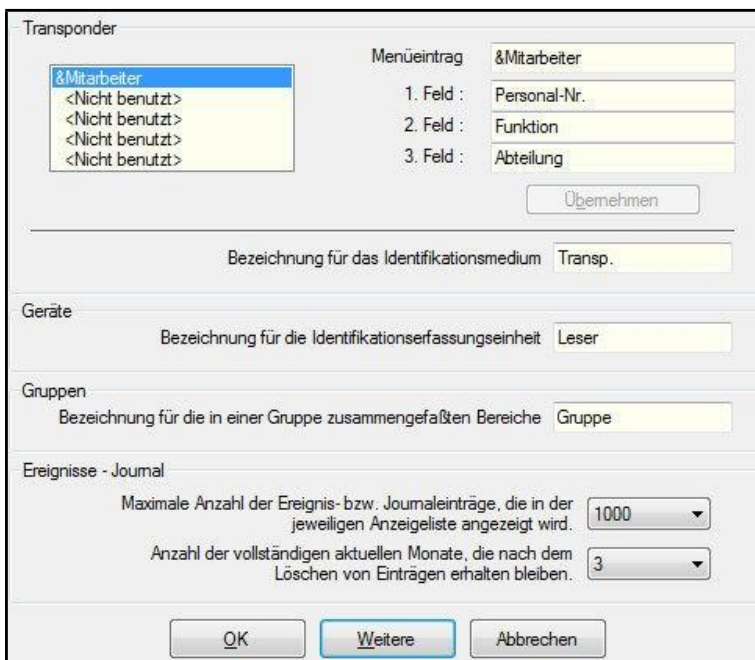 Transponder
&Mitarbeiter
<Nicht benutzt>
<Nicht benutzt>
<Nicht benutzt>
<Nicht benutzt>
Menüeintrag &Mitarbeiter
1. Feld : Personal-Nr.
2. Feld : Funktion
3. Feld : Abteilung
Übernehmen
Bezeichnung für das Identifikationsmedium Transp.
Geräte
Bezeichnung für die Identifikationserfassungseinheit Leser
Gruppen
Bezeichnung für die in einer Gruppe zusammengefaßten Bereiche Gruppe
Ereignisse - Journal
Maximale Anzahl der Ereignis- bzw. Journaleinträge, die in der
jeweiligen Anzeigeliste angezeigt wird. 1000
Anzahl der vollständigen aktuellen Monate, die nach dem
Löschen von Einträgen erhalten bleiben. 3
OK Weitere Abbrechen